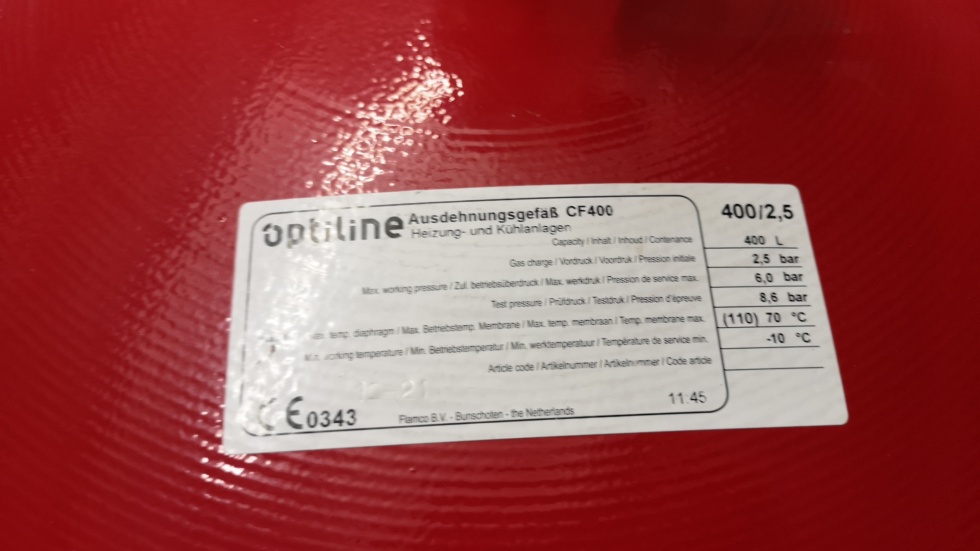 optiline Ausdehnungsgefäß CF400 400/2,5
Heizung- und Kühlanlagen
Capacity / Inhalt / Inhoud / Contenance 400 L
Gas charge / Vordruck / Voordruk / Pression initiale 2,5 bar
Max. working pressure / Zul. betriebsüberdruck / Max. werkdruk / Pression de service max. 6,0 bar
Test pressure / Prüfdruck / Testdruk / Pression d'épreuve 8,6 bar
temp. diaphragm / Max. Betriebstemp. Membrane / Max. temp. membraan / Temp. membrane max. (110) 70 °C
Min. working temperature / Min. Betriebstemperatur / Min. werktemperatuur / Température de service min. -10 °C
Article code / Artikelnummer / Artikelnummer / Code article
11:45
CE0343 Flamco B.V. - Bunschoten - the Netherlands